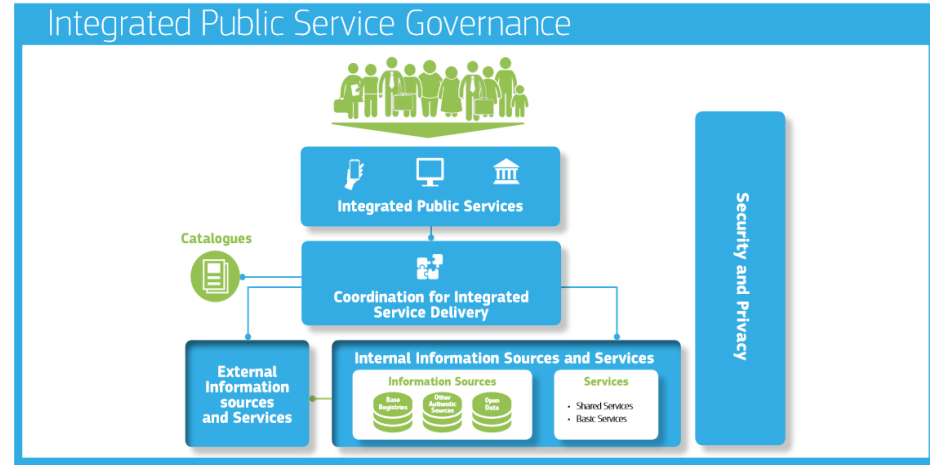 Integrated Public Service Governance
Integrated Public Services
Catalogues
Coordination for Integrated
Service Delivery
Security and Privacy
External
Information
sources
and Services
Internal Information Sources and Services
Information Sources
Base
Registries
Other
Authentic
Sources
Open
Data
Services
• Shared Services
• Basic Services